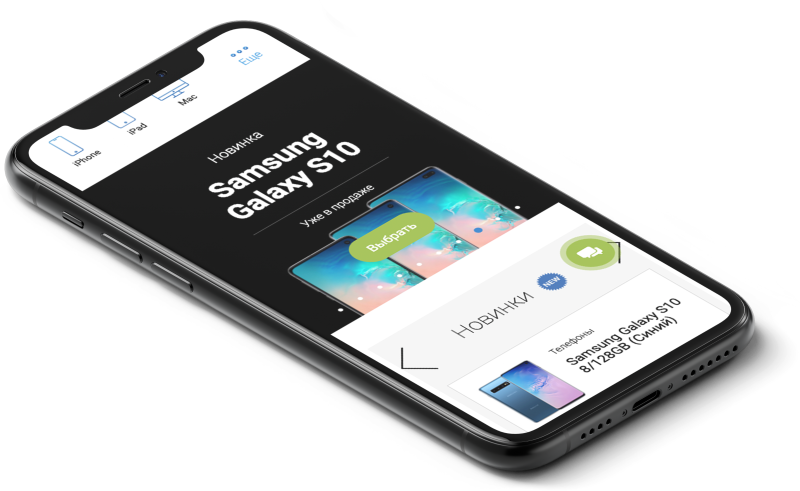 iPhone
iPad
Mac
Еще
Новинка
Samsung
Galaxy S10
Уже в продаже
Выбрать
Новинки
NEW
Телефоны
Samsung Galaxy S10
8/128GB (Синий)